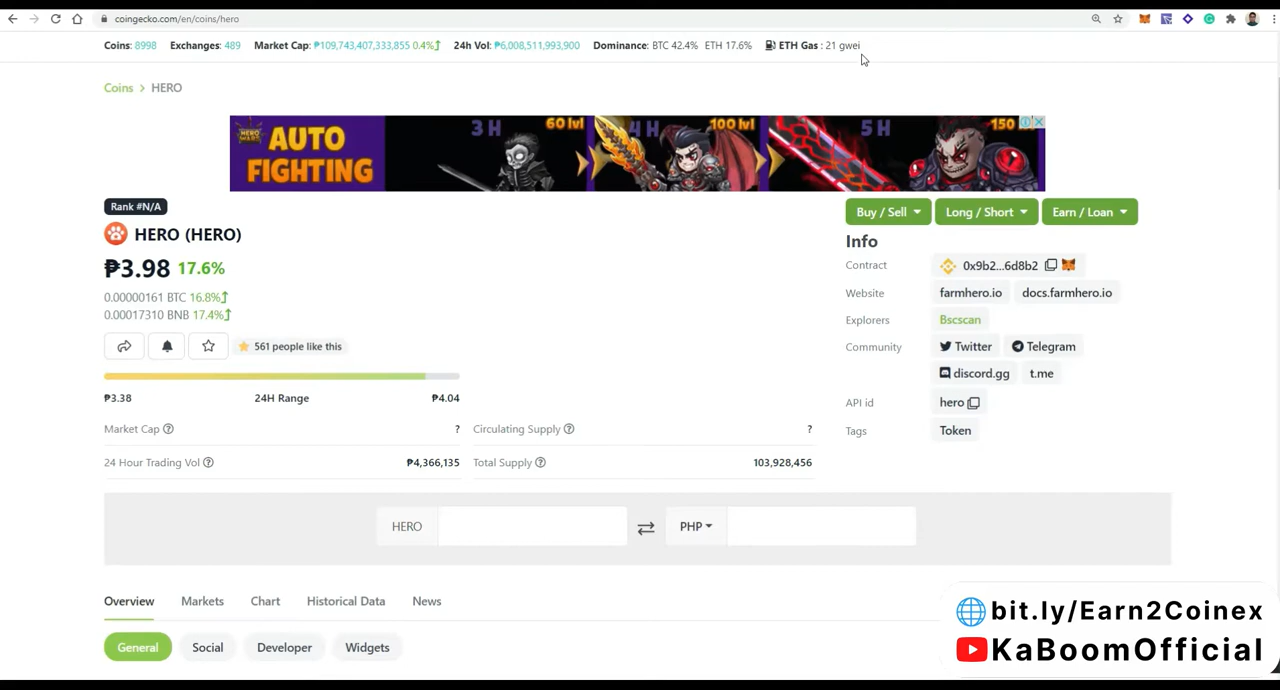 coingecko.com/en/coins/hero
Coins: 8998 Exchanges: 489 Market Cap: ₱109,743,407,333,855 0.4% 24h Vol: ₱6,008,511,993,900 Dominance: BTC 42.4% ETH 17.6% ETH Gas : 21 gwei
Coins > HERO
HERO WARS
AUTO
FIGHTING
3 H 60 lvl 4 H 100 lvl 5 H 150
Rank #N/A
HERO (HERO)
₱3.98 17.6%
0.00000161 BTC 16.8%
0.00017310 BNB 17.4%
561 people like this
₱3.38 24H Range ₱4.04
Market Cap ? ? Circulating Supply ? ?
24 Hour Trading Vol ? ₱4,366,135 Total Supply ? 103,928,456
Buy / Sell Long / Short Earn / Loan
Info
Contract 0x9b2...6d8b2
Website farmhero.io docs.farmhero.io
Explorers Bscscan
Community Twitter Telegram
discord.gg t.me
API id hero
Tags Token
HERO PHP
Overview Markets Chart Historical Data News
General Social Developer Widgets
bit.ly/Earn2Coinex
KaBoomOfficial